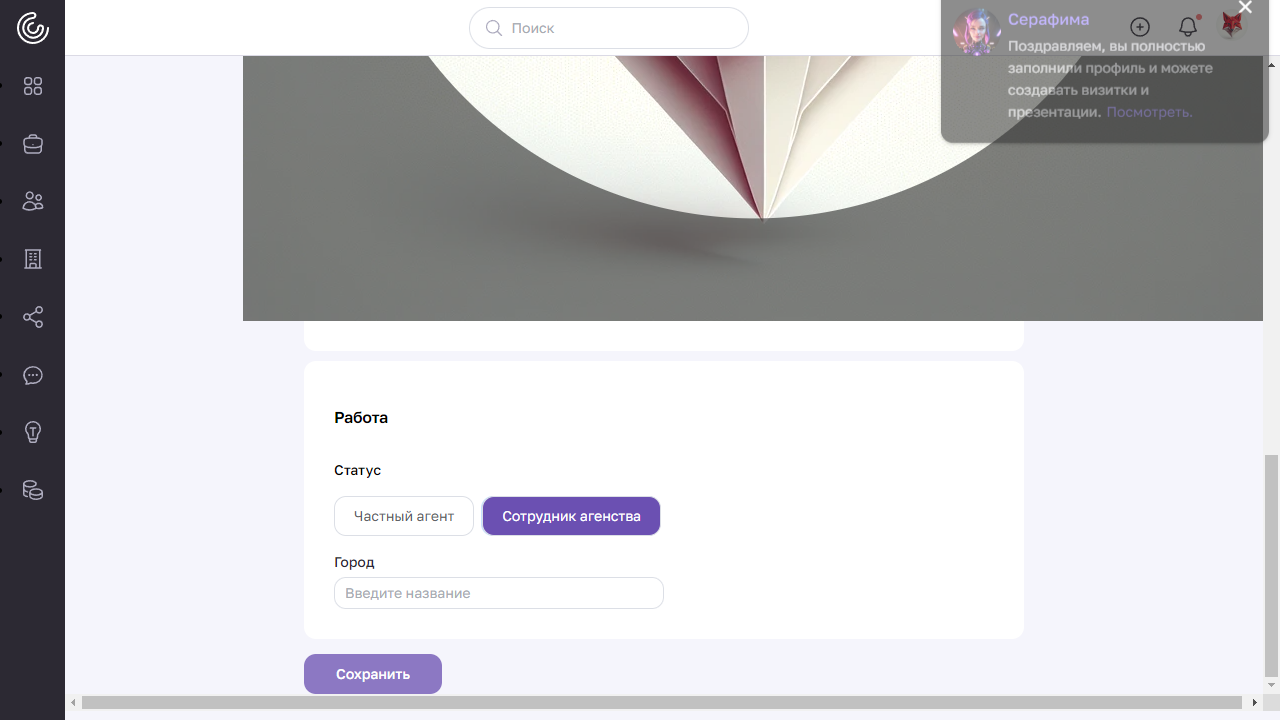 Поиск
Серафима
Поздравляем, вы полностью
заполнили профиль и можете
создавать визитки и
презентации. Посмотреть.
Работа
Статус
Частный агент
Сотрудник агенства
Город
Введите название
Сохранить